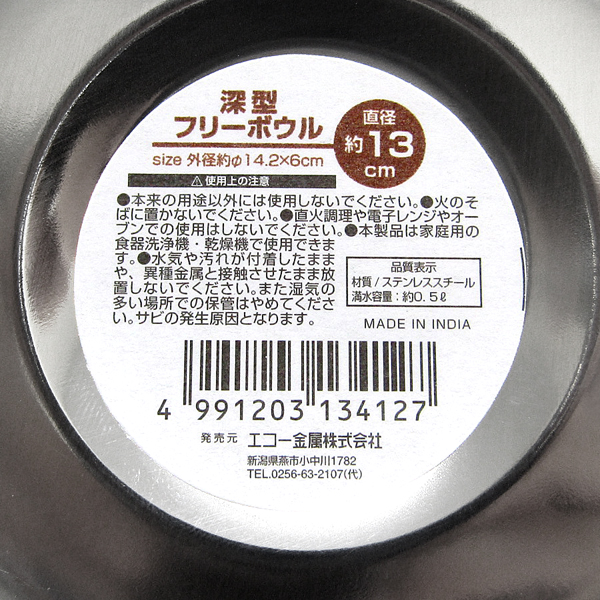 深型
フリーボウル
直径
約13
cm
size 外径約φ14.2×6cm
⚠使用上の注意
●本来の用途以外には使用しないでください。●火のそ
ばに置かないでください。●直火調理や電子レンジやオー
ブンでの使用はしないでください。●本製品は家庭用の
食器洗浄機・乾燥機で使用できま
す。●水気や汚れが付着したまま
や、異種金属と接触させたまま放
置しないでください。また湿気の
多い場所での保管はやめてくださ
い。サビの発生原因となります。
品質表示
材質/ステンレススチール
満水容量：約0.5ℓ
MADE IN INDIA
4 991203 134127
発売元 エコー金属株式会社
新潟県燕市小中川1782
TEL.0256-63-2107(代)